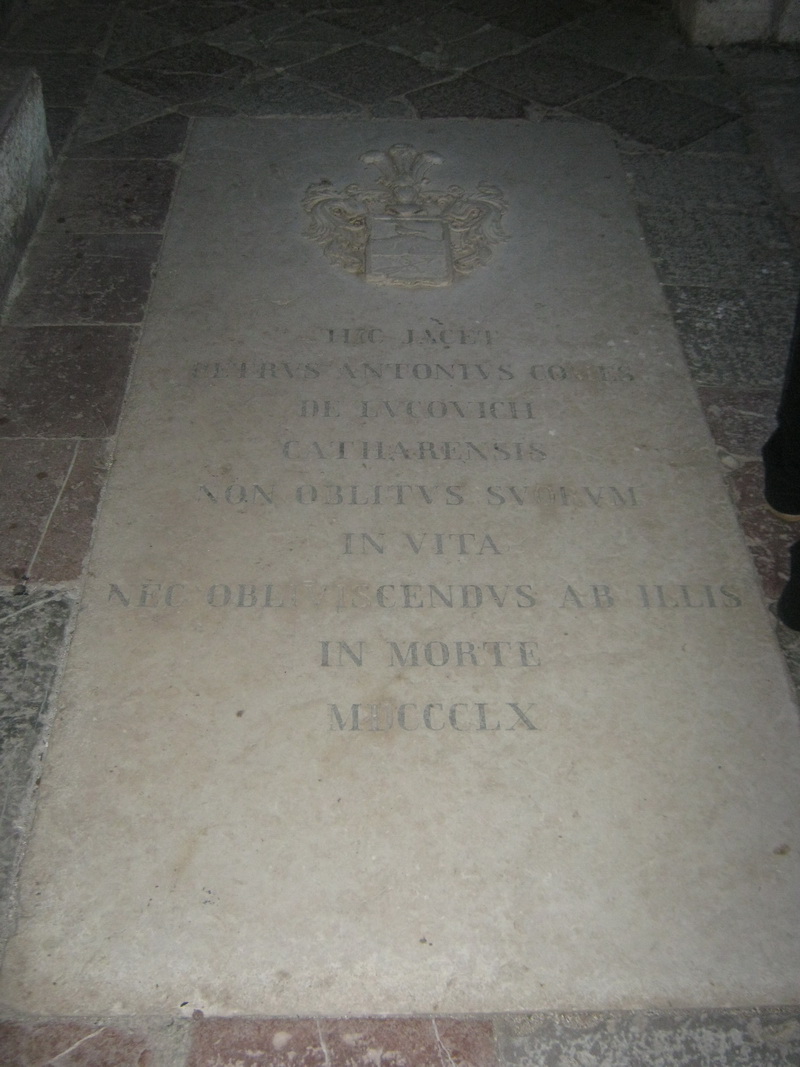 HIC JACET
PETRVS ANTONIVS COMES
DE LVCOVICH
CATHARENSIS
NON OBLITVS SVORVM
IN VITA
NEC OBLIVISCENDVS AB ILLIS
IN MORTE
MDCCCLX